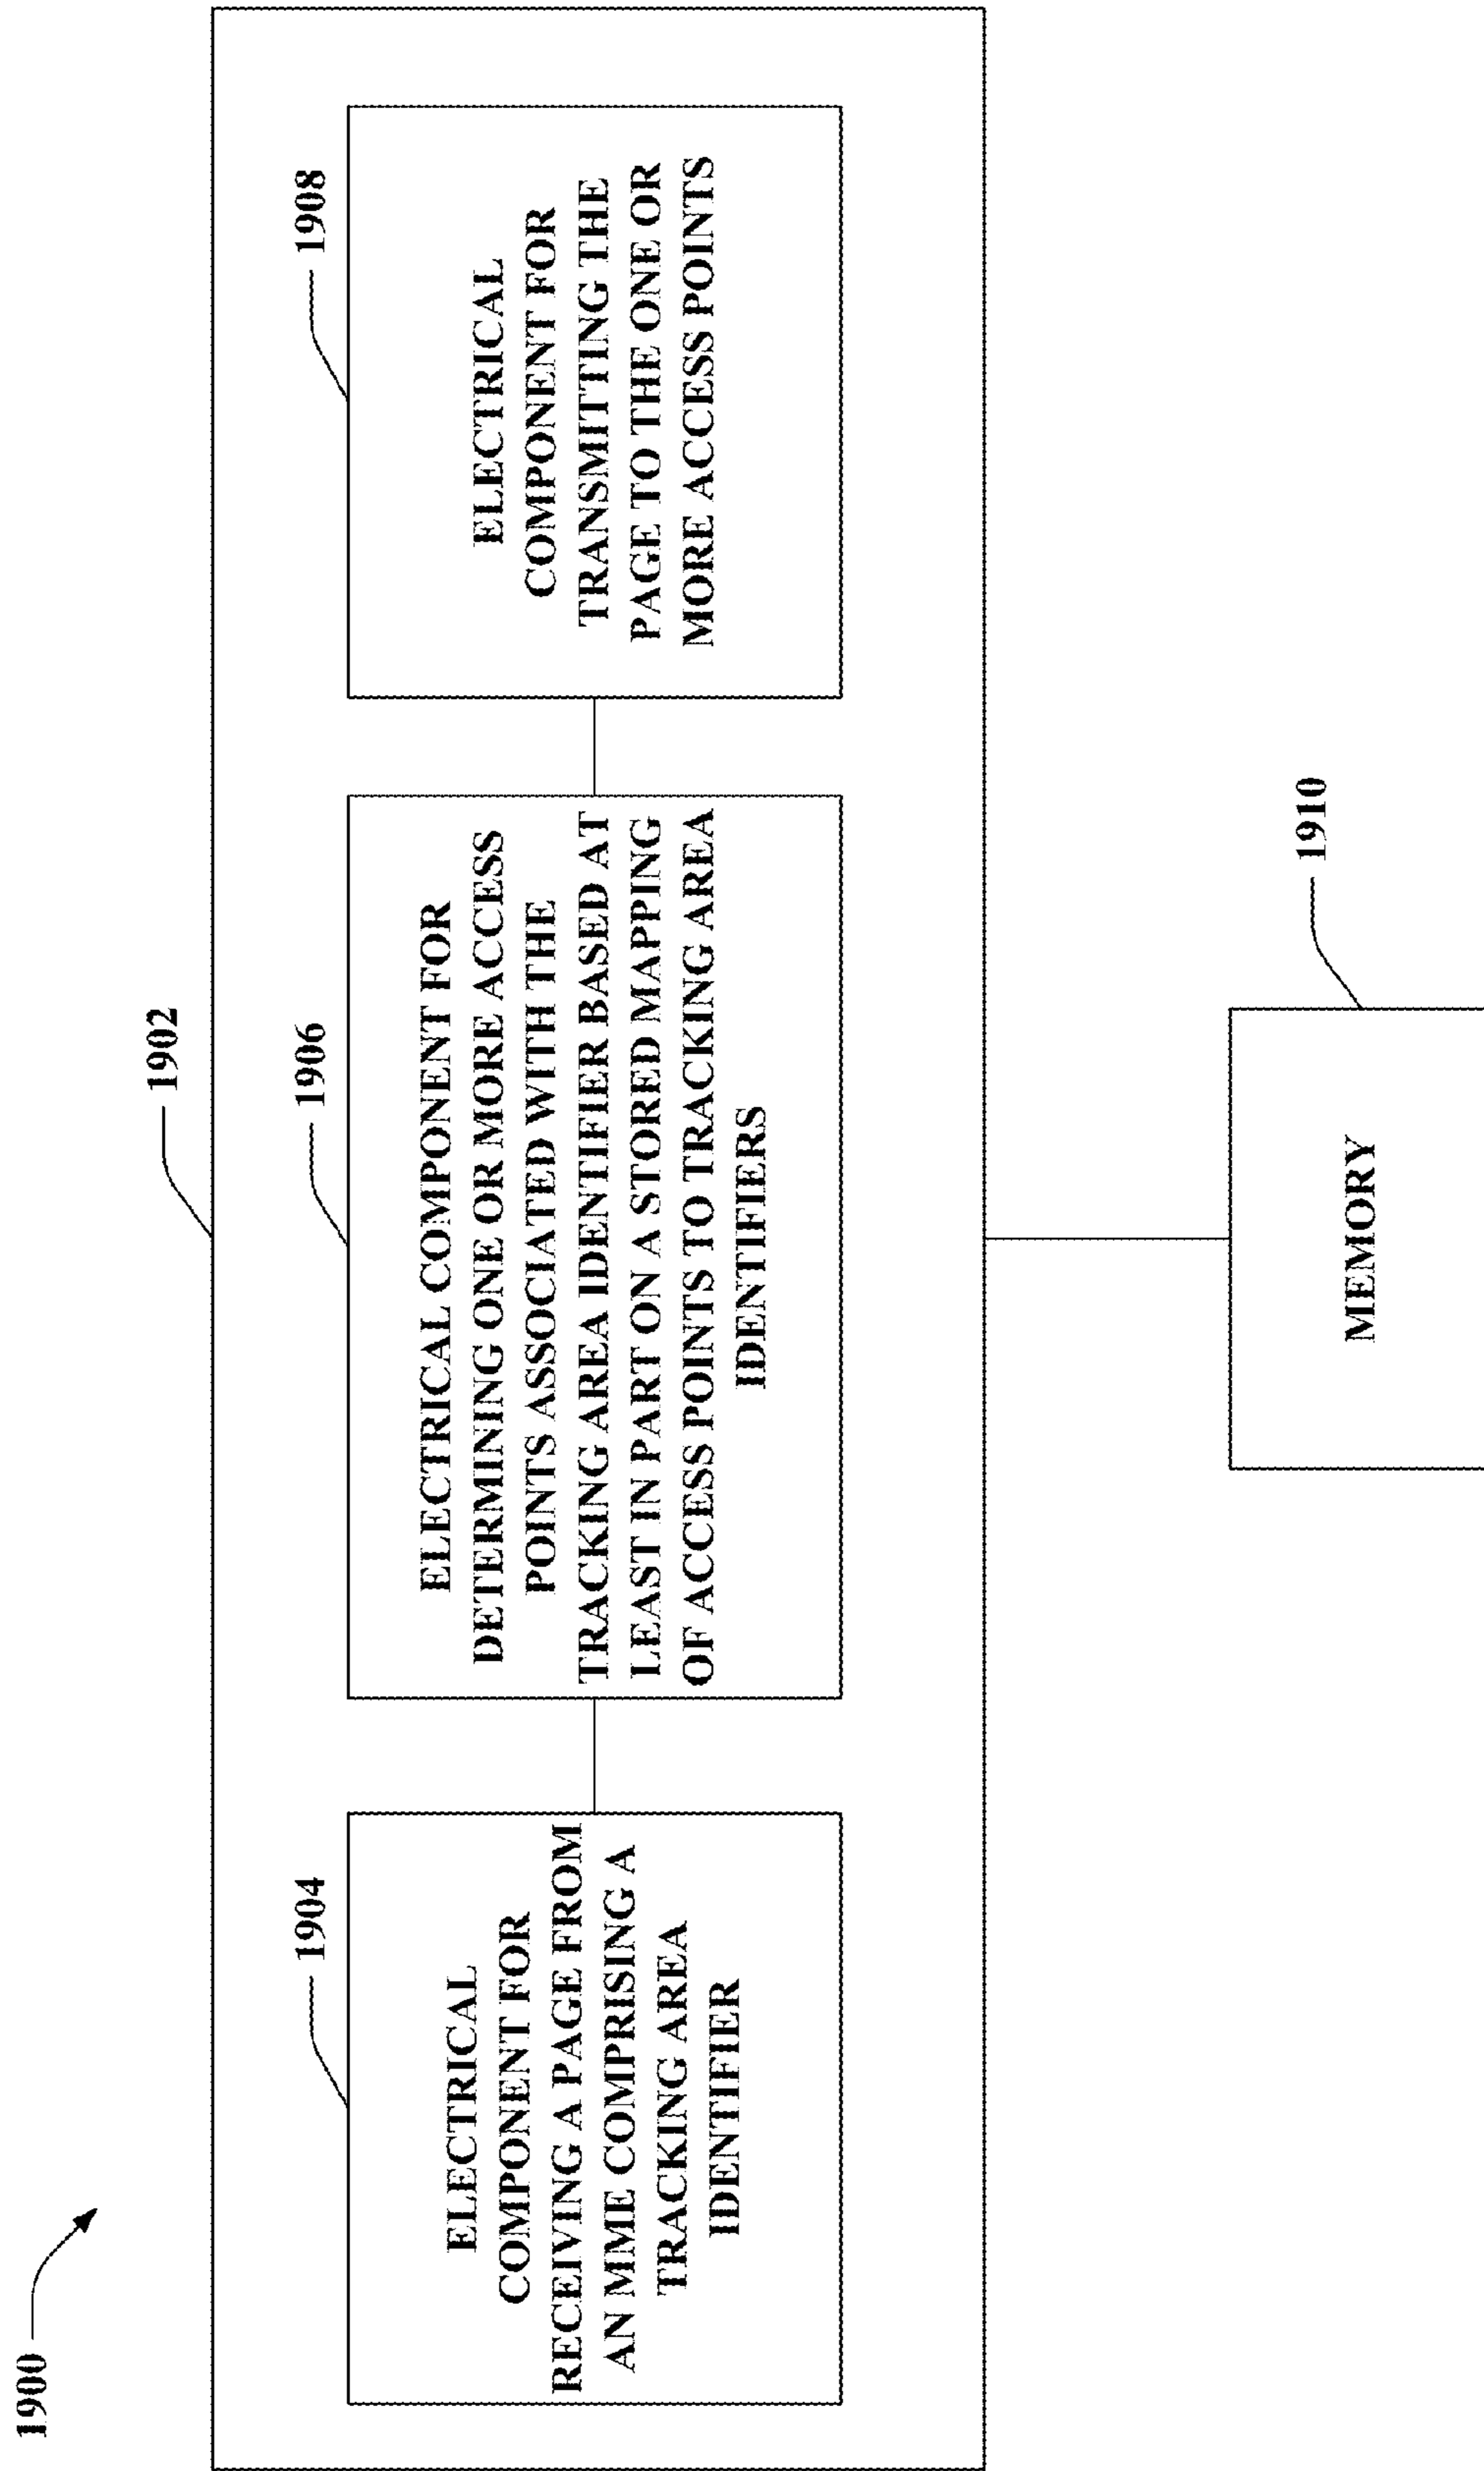 1900
1902
1904
ELECTRICAL
COMPONENT FOR
RECEIVING A PAGE FROM
AN MME COMPRISING A
TRACKING AREA
IDENTIFIER
1906
ELECTRICAL COMPONENT FOR
DETERMINING ONE OR MORE ACCESS
POINTS ASSOCIATED WITH THE
TRACKING AREA IDENTIFIER BASED AT
LEAST IN PART ON A STORED MAPPING
OF ACCESS POINTS TO TRACKING AREA
IDENTIFIERS
1908
ELECTRICAL
COMPONENT FOR
TRANSMITTING THE
PAGE TO THE ONE OR
MORE ACCESS POINTS
1910
MEMORY